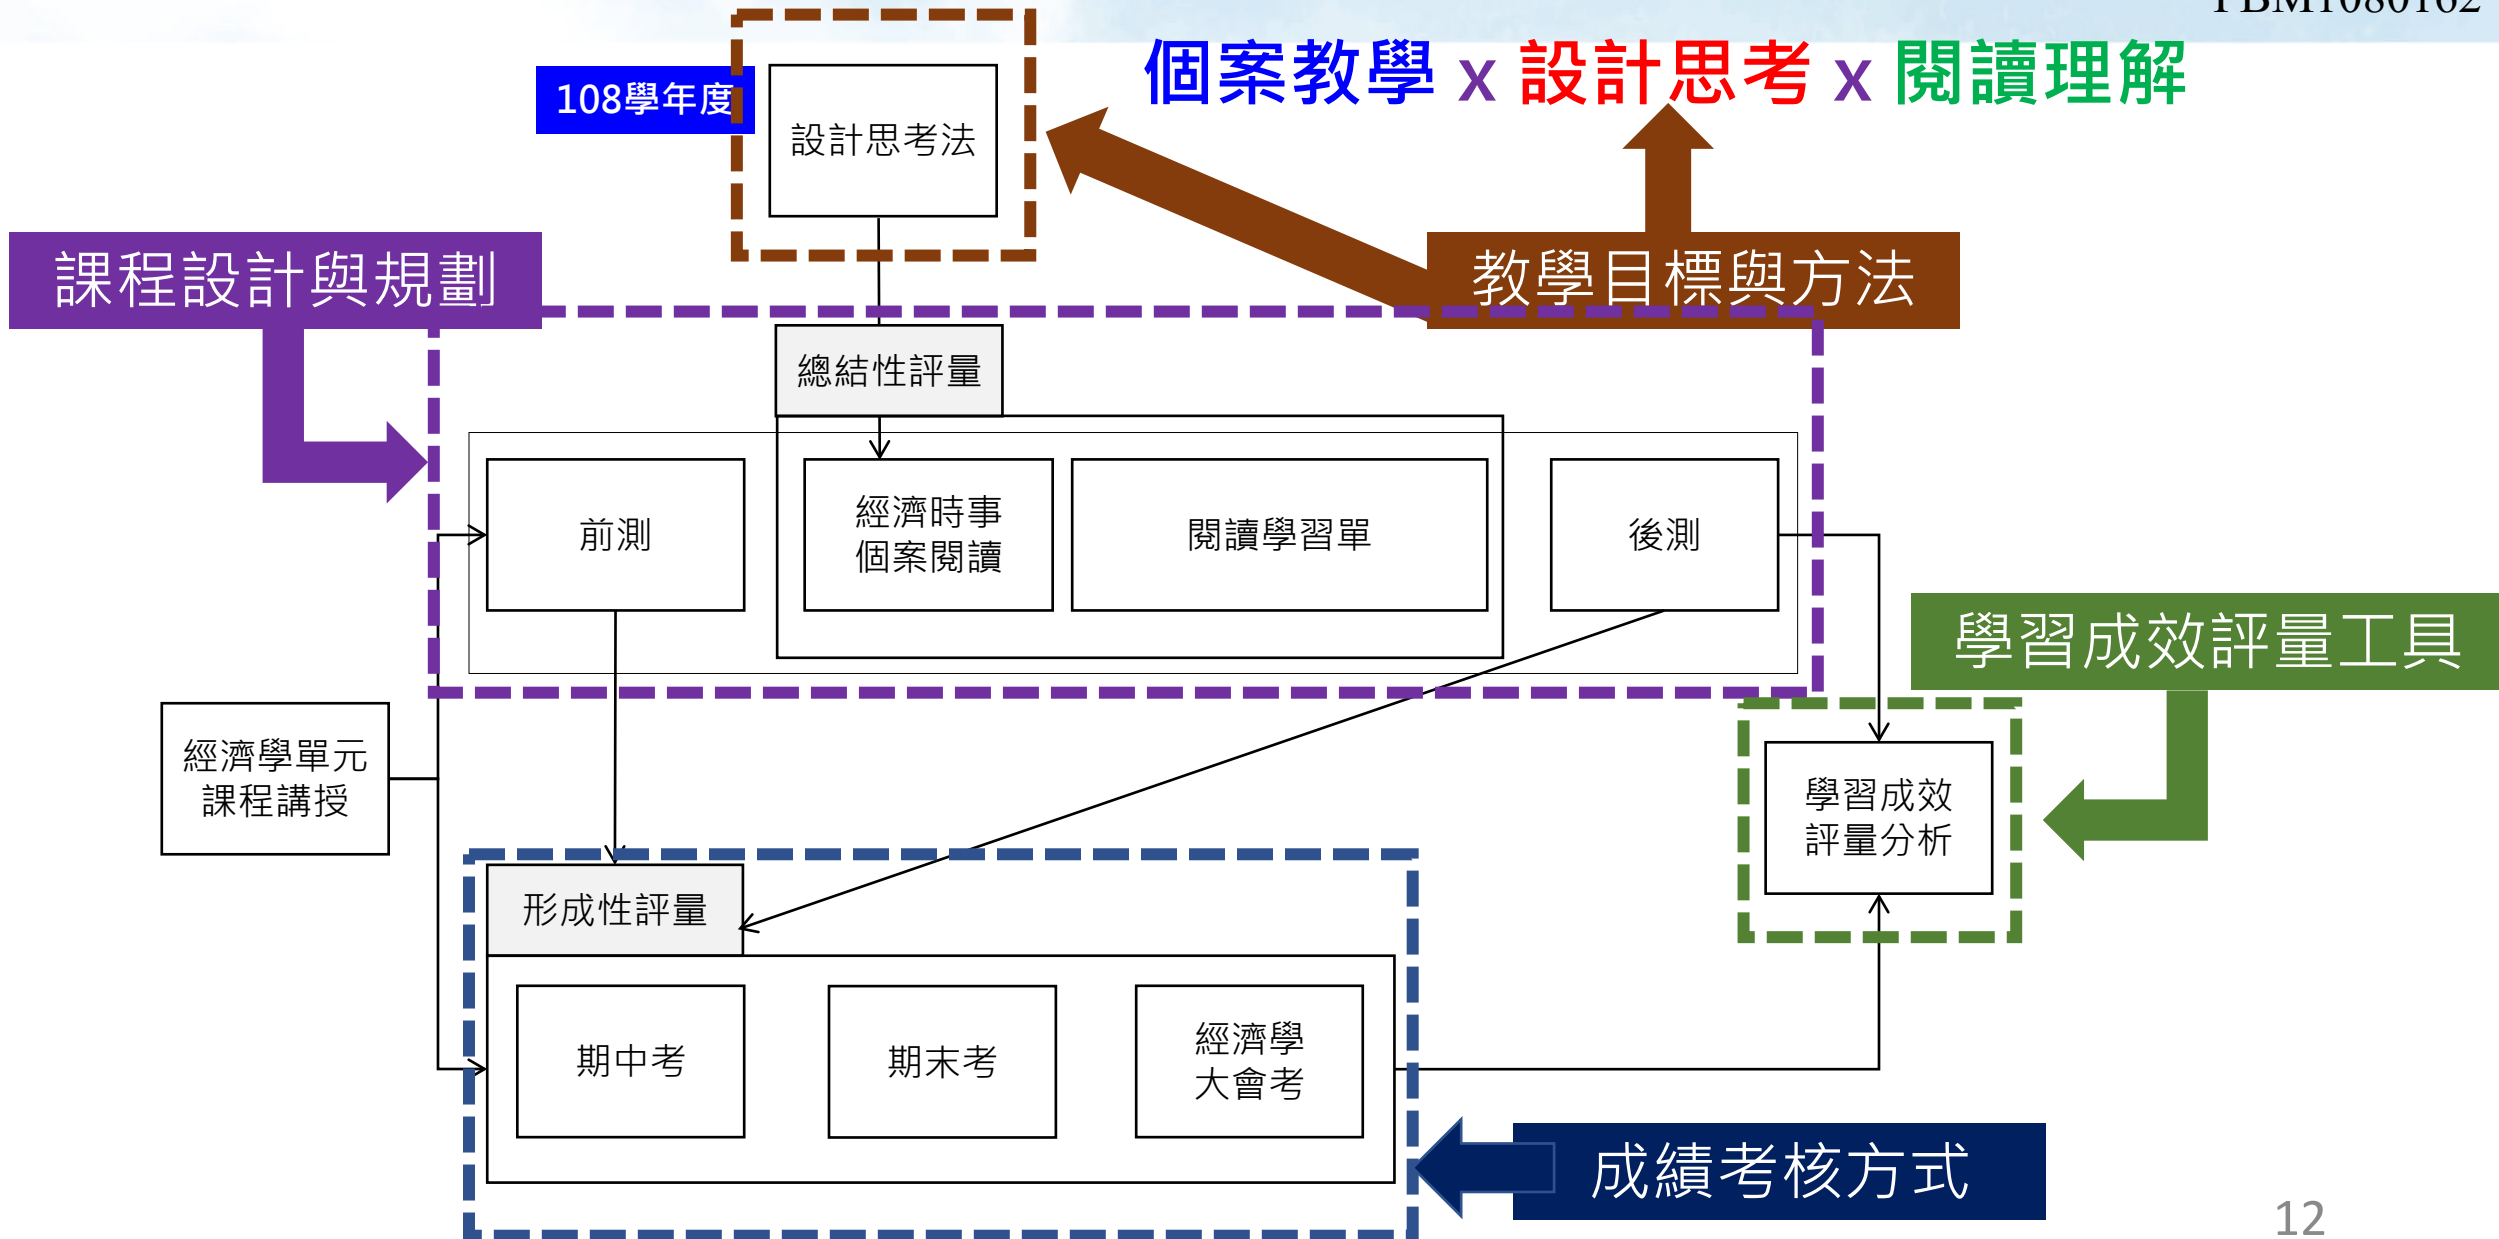 個案教學 x 設計思考 x 閱讀理解
108學年度
設計思考法
課程設計與規劃
教學目標與方法
總結性評量
前測
經濟時事
個案閱讀
閱讀學習單
後測
學習成效評量工具
經濟學單元
課程講授
學習成效
評量分析
形成性評量
期中考
期末考
經濟學
大會考
成績考核方式
12